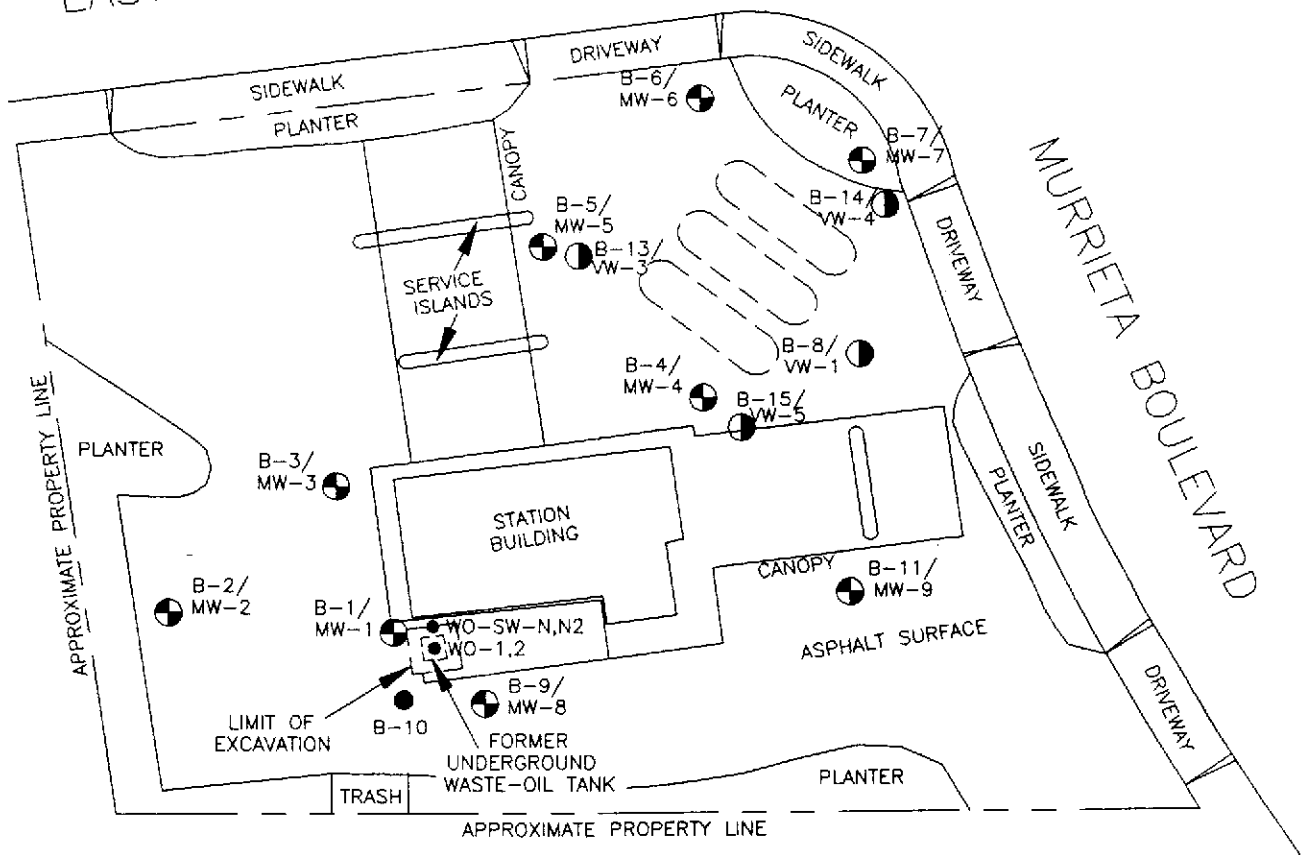 EAS
DRIVEWAY
SIDEWALK
SIDEWALK
PLANTER
B-6/
MW-6
PLANTER
B-7/
MW-7
MURRIETA BOULEVARD
CANOPY
B-5/
MW-5
B-13/
VW-3
B-14/
VW-4
DRIVEWAY
SERVICE
ISLANDS
B-8/
VW-1
B-4/
MW-4
B-15/
VW-5
APPROXIMATE PROPERTY LINE
PLANTER
B-3/
MW-3
STATION
BUILDING
SIDEWALK
PLANTER
CANOPY
B-11/
MW-9
B-2/
MW-2
B-1/
MW-1
WO-SW-N,N2
WO-1,2
ASPHALT SURFACE
B-9/
MW-8
B-10
LIMIT OF
EXCAVATION
FORMER
UNDERGROUND
WASTE-OIL TANK
DRIVEWAY
PLANTER
TRASH
APPROXIMATE PROPERTY LINE